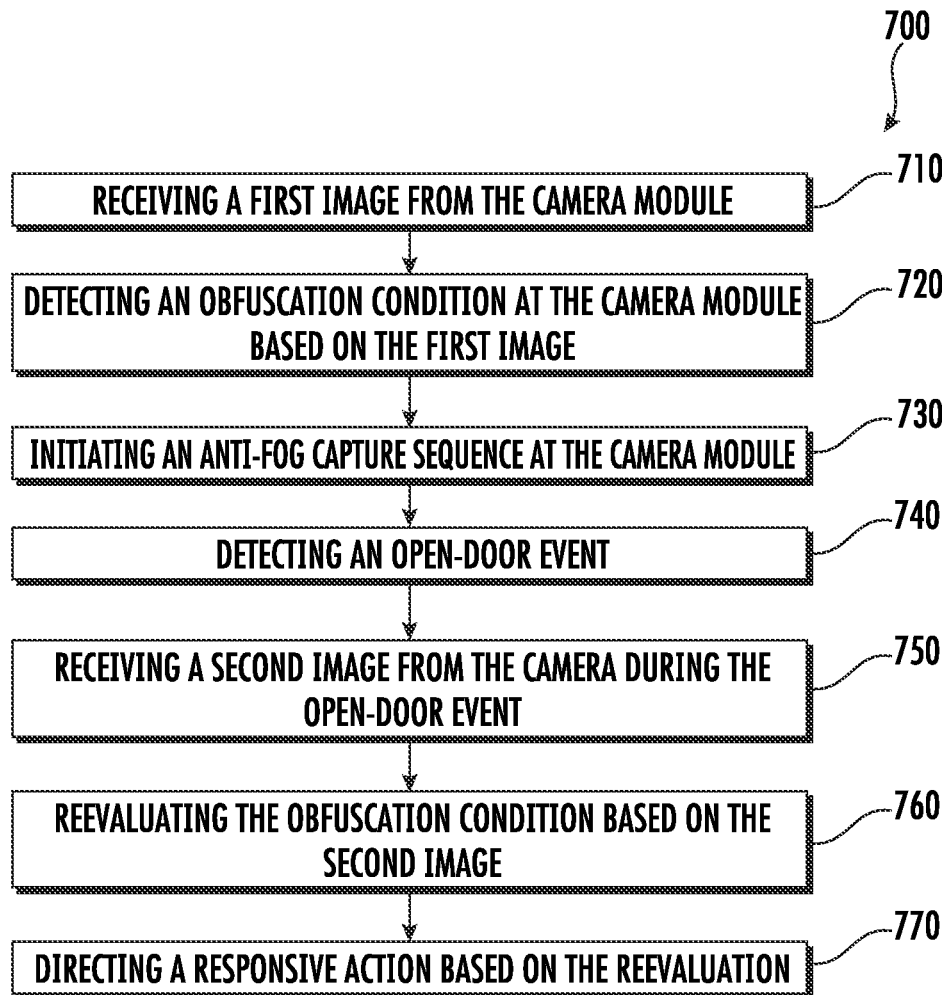 700
RECEIVING A FIRST IMAGE FROM THE CAMERA MODULE
710
DETECTING AN OBFUSCATION CONDITION AT THE CAMERA MODULE
BASED ON THE FIRST IMAGE
720
INITIATING AN ANTI-FOG CAPTURE SEQUENCE AT THE CAMERA MODULE
730
DETECTING AN OPEN-DOOR EVENT
740
RECEIVING A SECOND IMAGE FROM THE CAMERA DURING THE
OPEN-DOOR EVENT
750
REEVALUATING THE OBFUSCATION CONDITION BASED ON THE
SECOND IMAGE
760
DIRECTING A RESPONSIVE ACTION BASED ON THE REEVALUATION
770